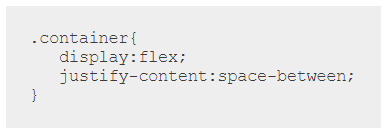 .container{
   display:flex;
   justify-content:space-between;
}